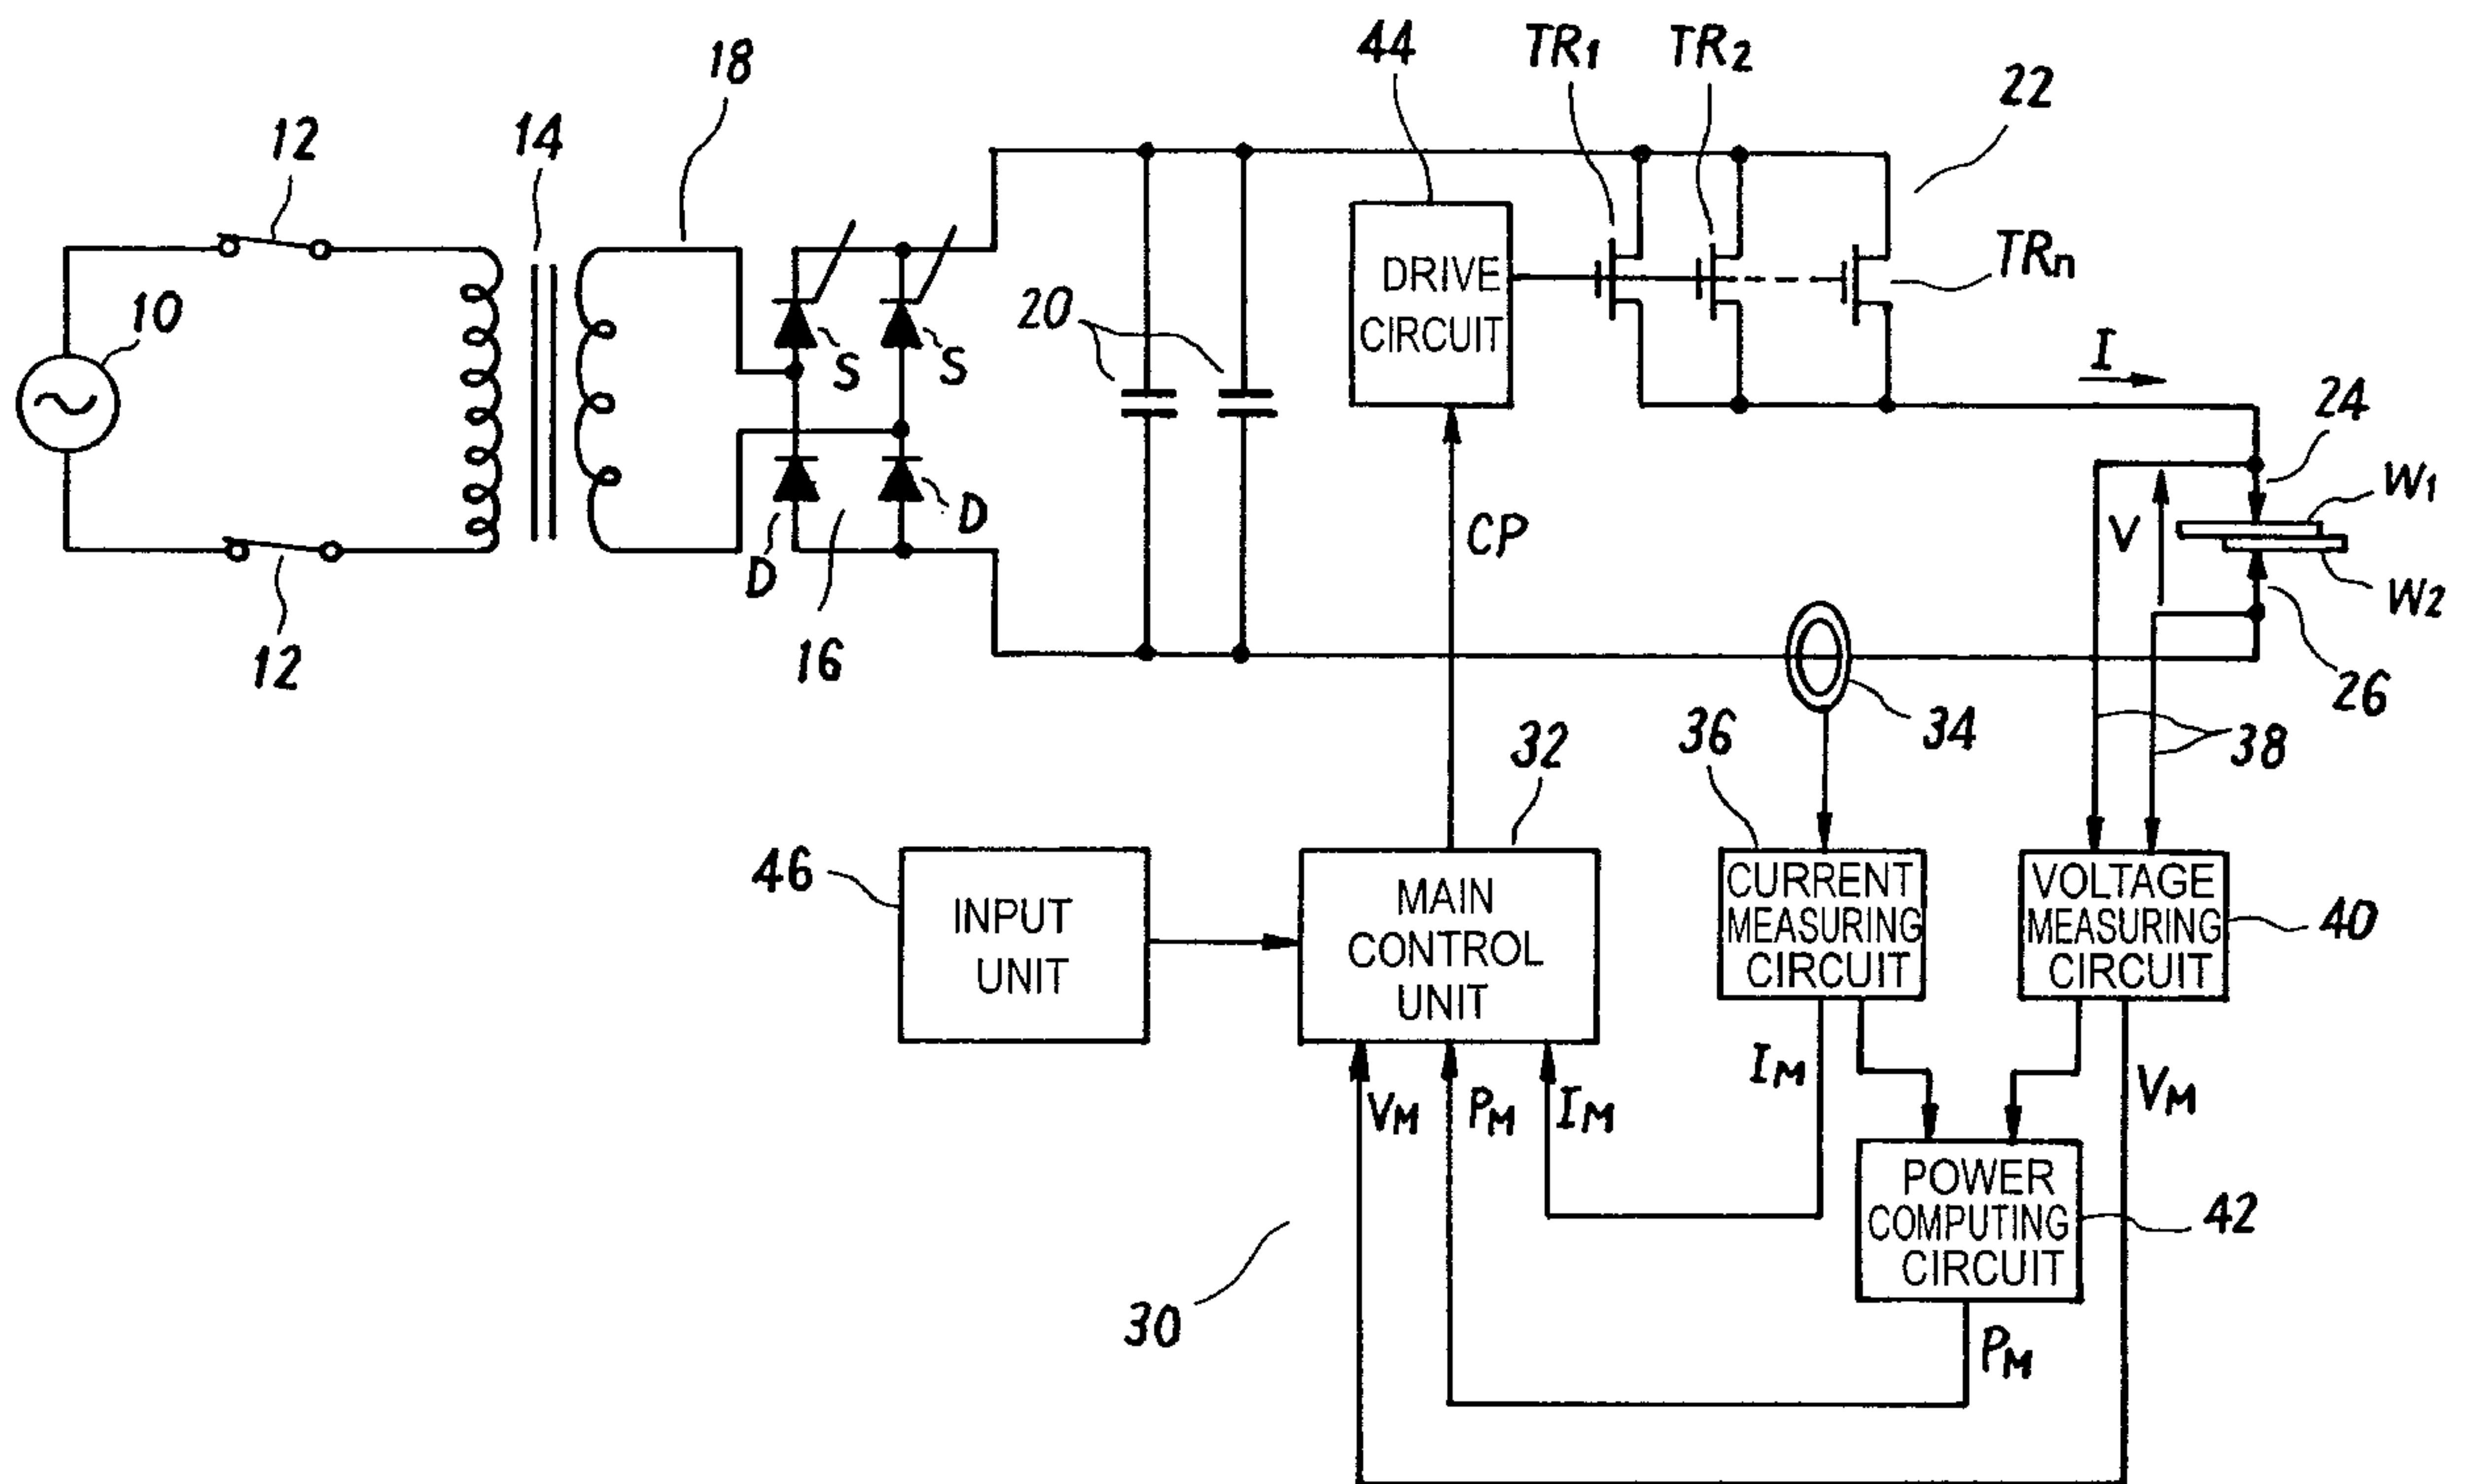 44
TR1
TR2
18
22
12
14
TRn
10
DRIVE
CIRCUIT
20
I
S
S
24
W1
D
CP
V
D
W2
16
12
26
34
36
32
38
46
CURRENT
MEASURING
CIRCUIT
VOLTAGE
MEASURING
CIRCUIT
MAIN
CONTROL
UNIT
INPUT
UNIT
40
IM
VM
VM
PM
IM
POWER
COMPUTING
CIRCUIT
42
30
PM